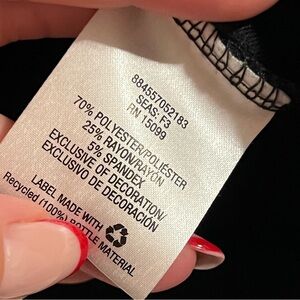 884557052183
SEAS: F3
RN 15099
70% POLYESTER/POLIÉSTER
25% RAYON/RAYÓN
5% SPANDEX
EXCLUSIVE OF DECORATION/
EXCLUSIVO DE DECORACIÓN
LABEL MADE WITH
Recycled (100%) BOTTLE MATERIAL